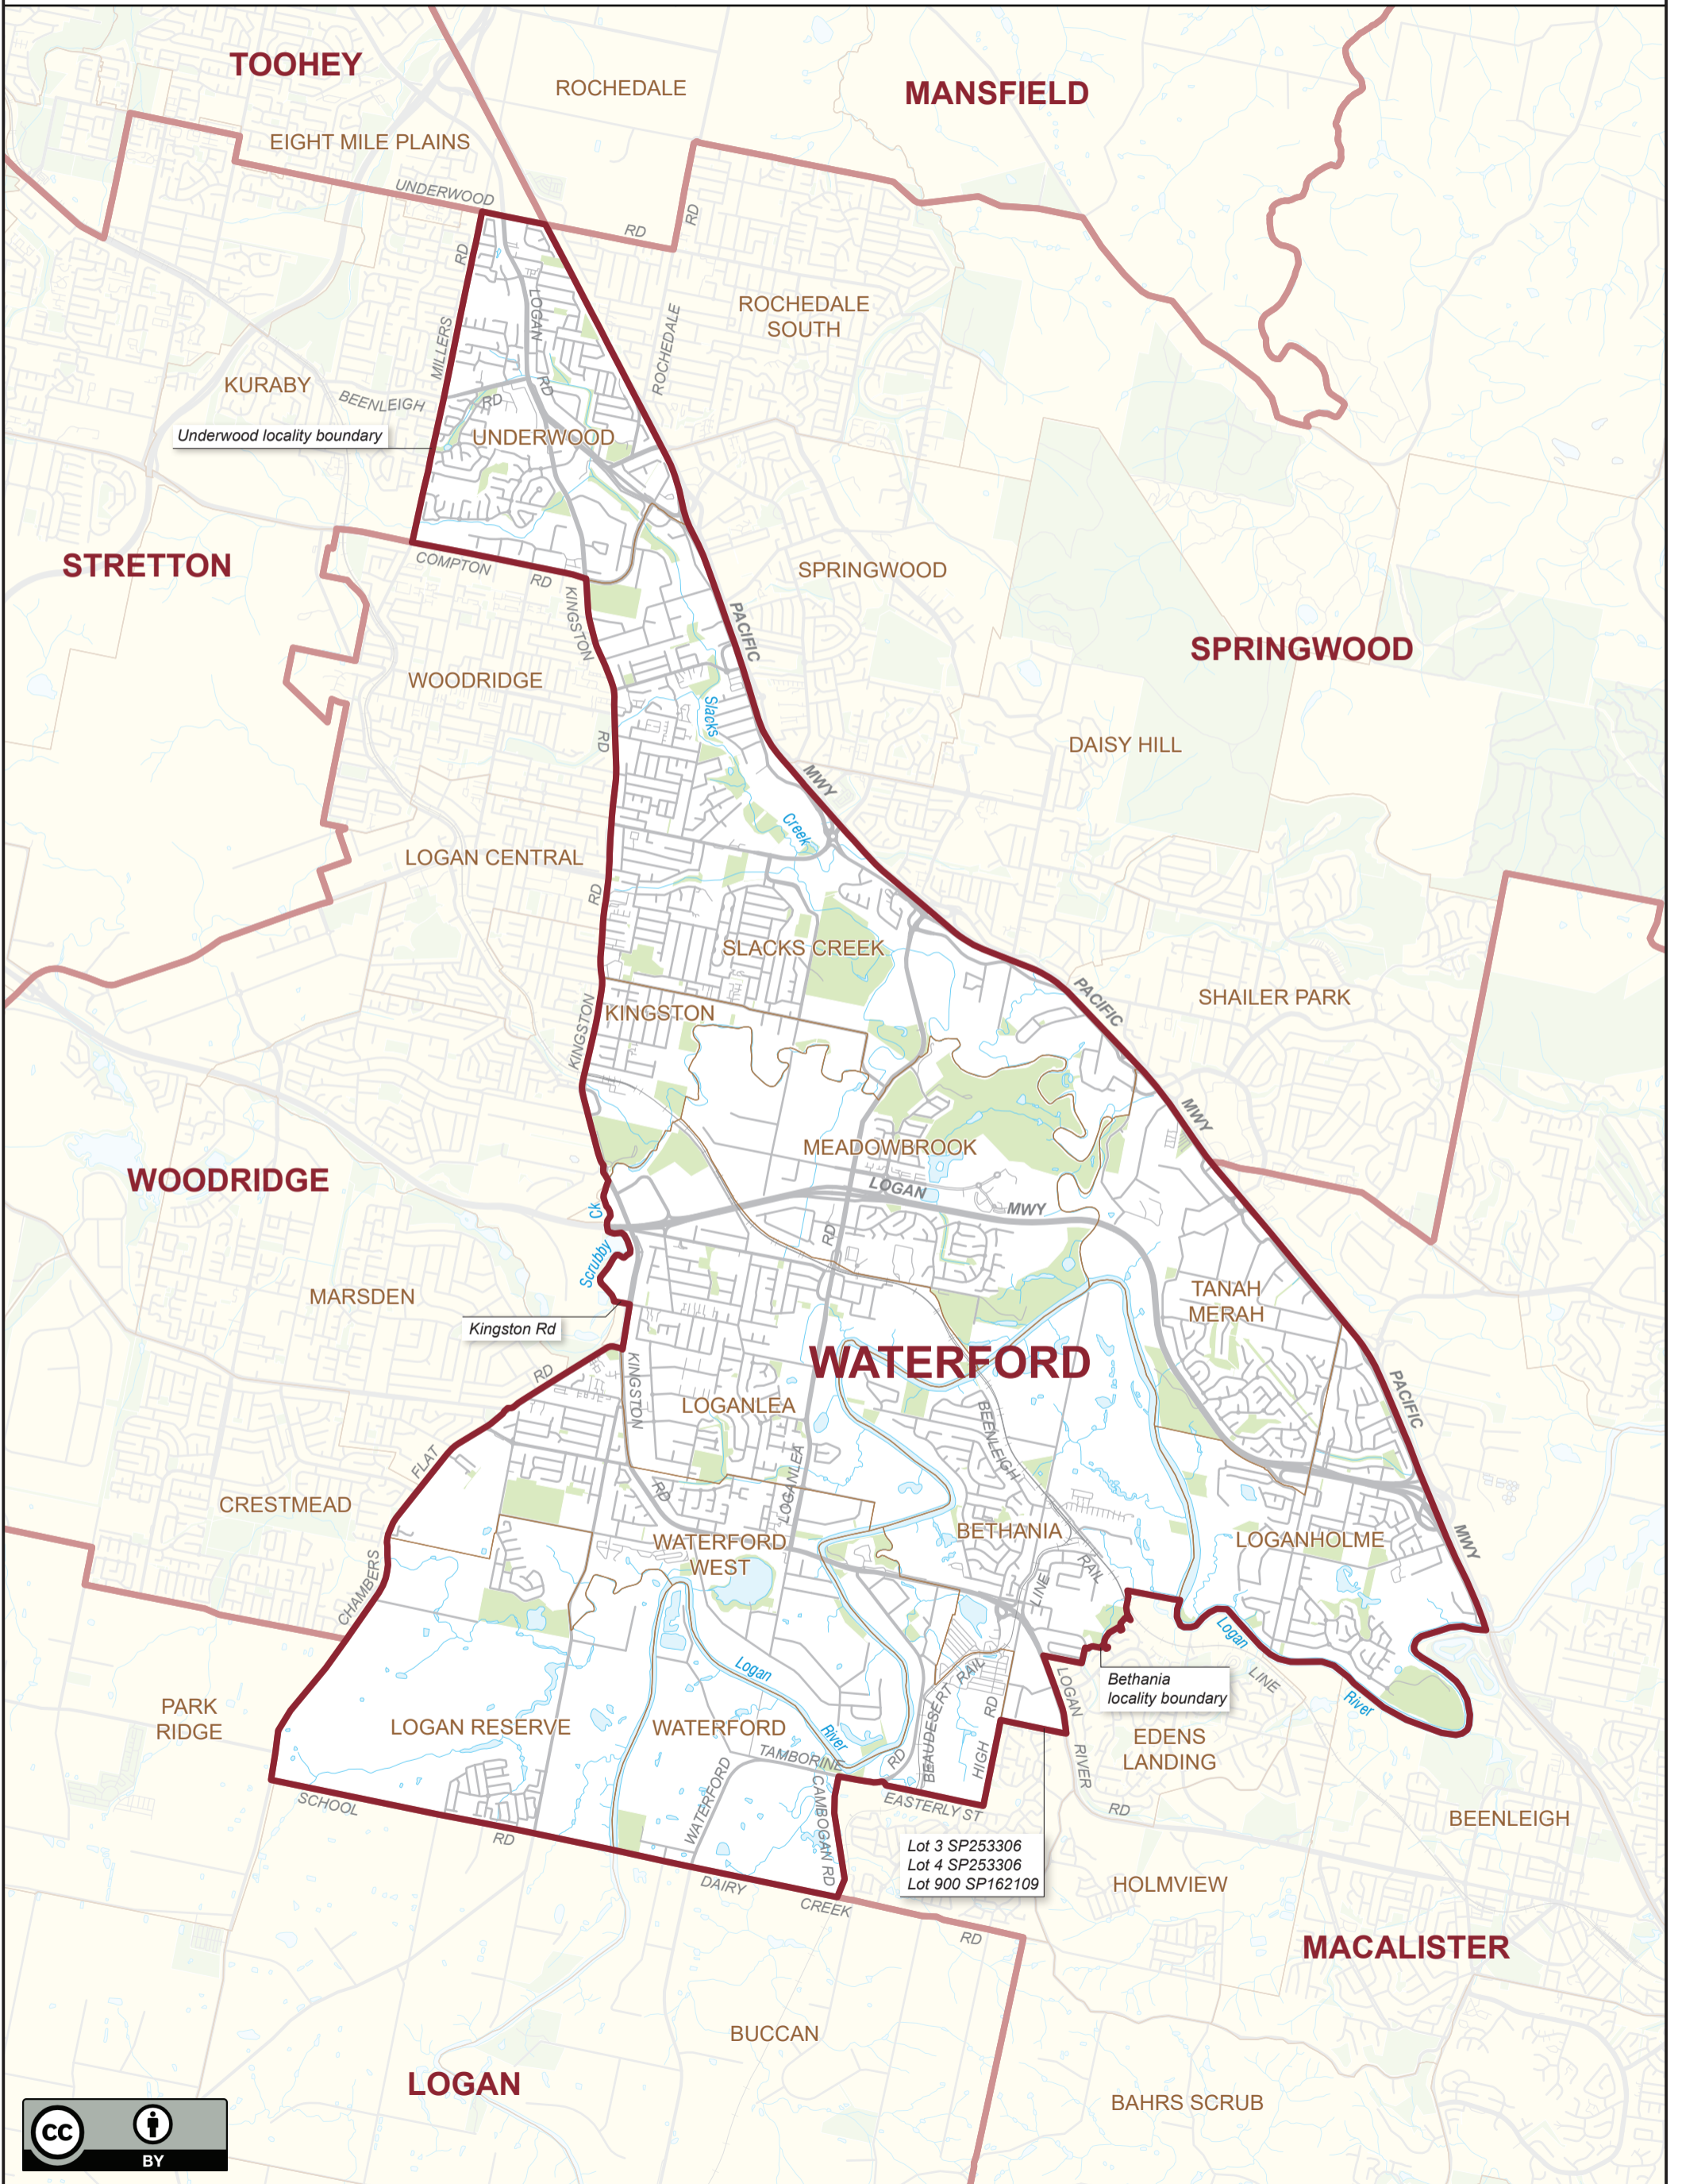 TOOHEY
ROCHEDALE
MANSFIELD
EIGHT MILE PLAINS
UNDERWOOD
RD
RD
RD
ROCHEDALE
SOUTH
LOGAN
MILLERS
ROCHEDALE
KURABY
BEENLEIGH
RD
RD
Underwood locality boundary
UNDERWOOD
STRETTON
COMPTON
RD
SPRINGWOOD
KINGSTON
PACIFIC
SPRINGWOOD
WOODRIDGE
Slacks
RD
DAISY HILL
MWY
Creek
LOGAN CENTRAL
RD
SLACKS CREEK
SHAILER PARK
PACIFIC
KINGSTON
KINGSTON
MWY
MEADOWBROOK
WOODRIDGE
LOGAN
MWY
Ck
RD
Scrubby
MARSDEN
TANAH
MERAH
Kingston Rd
WATERFORD
RD
KINGSTON
PACIFIC
LOGANLEA
BEENLEIGH
FLAT
LOGANLEA
RD
CRESTMEAD
BETHANIA
WATERFORD
WEST
LOGANHOLME
MWY
CHAMBERS
LINE
RAIL
Logan
Logan
Bethania
locality boundary
LINE
River
PARK
RIDGE
LOGAN RESERVE
WATERFORD
River
BEAUDESERT
RAIL
RD
LOGAN
EDENS
LANDING
TAMBORINE
RD
HIGH
RIVER
RD
WATERFORD
CAMBOGAN RD
EASTERLY ST
SCHOOL
RD
BEENLEIGH
Lot 3 SP253306
Lot 4 SP253306
Lot 900 SP162109
HOLMVIEW
DAIRY
CREEK
RD
MACALISTER
BUCCAN
LOGAN
BAHRS SCRUB
CC
BY